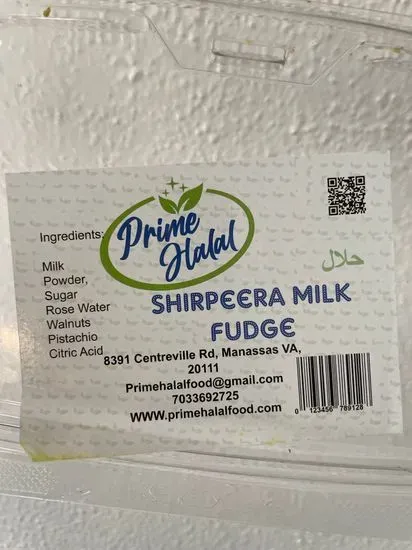 Prime
Halal
Ingredients:
Milk
Powder,
Sugar
Rose Water
Walnuts
Pistachio
Citric Acid
حلال
SHIRPEERA MILK
FUDGE
8391 Centreville Rd, Manassas VA,
20111
Primehalalfood@gmail.com
7033692725
www.primehalalfood.com
0 123456 789128